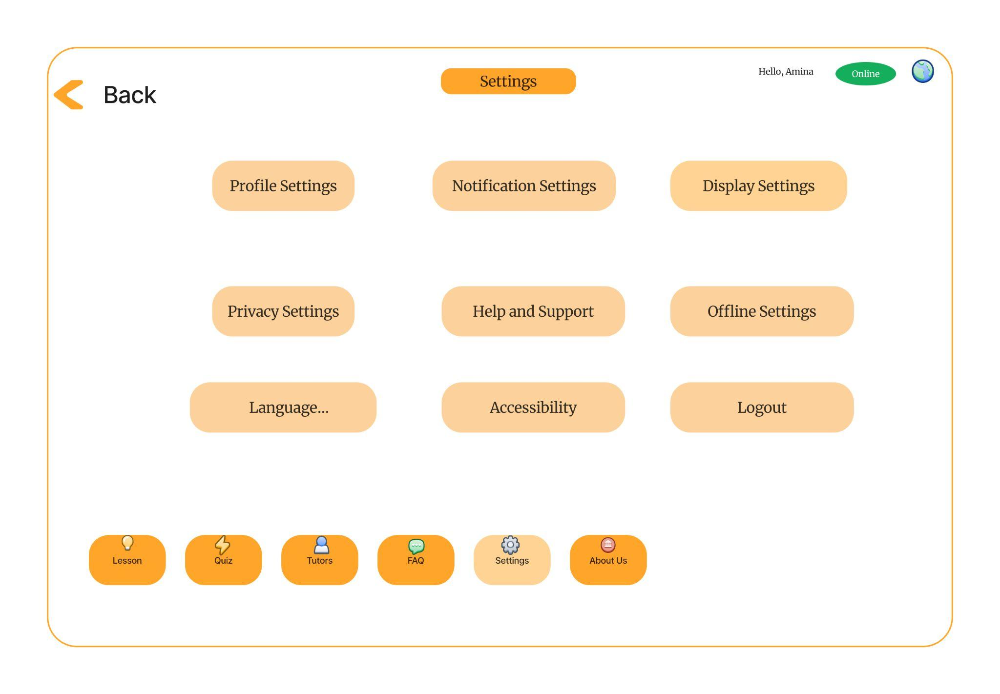 Settings
Hello, Amina
Online
Back
Profile Settings
Notification Settings
Display Settings
Privacy Settings
Help and Support
Offline Settings
Language...
Accessibility
Logout
Lesson
Quiz
Tutors
FAQ
Settings
About Us